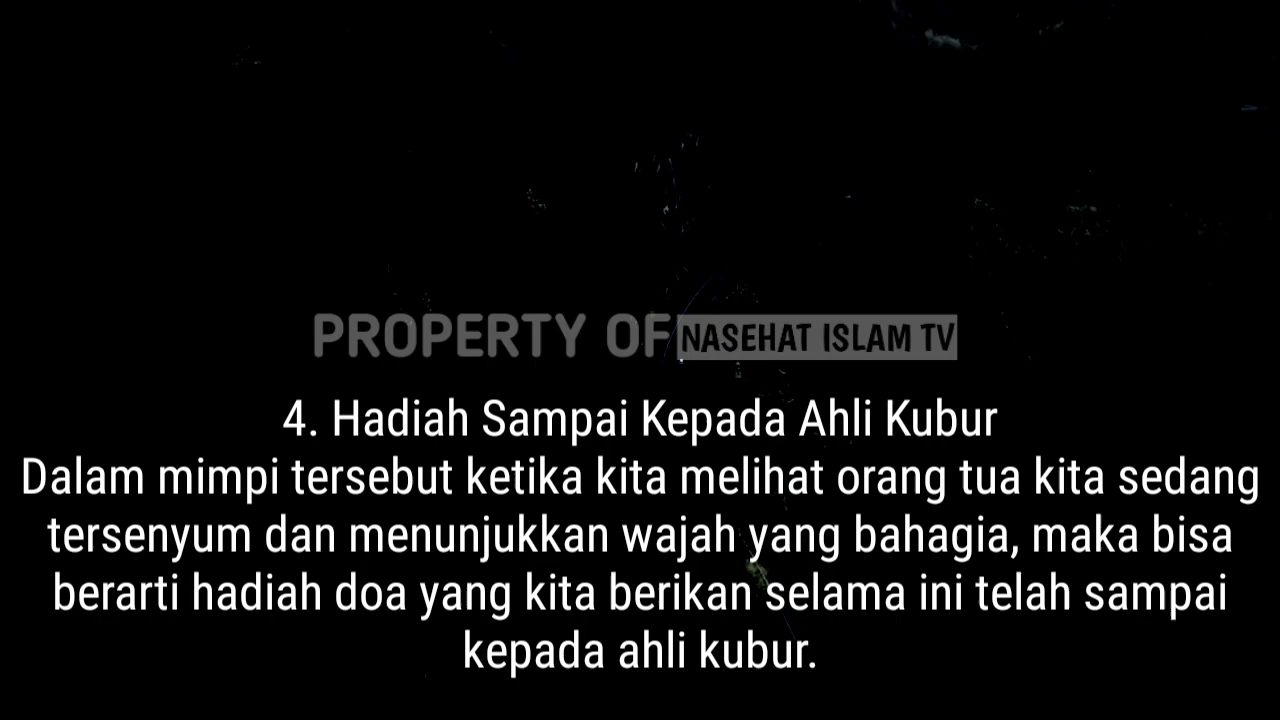 PROPERTY OF NASEHAT ISLAM TV
4. Hadiah Sampai Kepada Ahli Kubur
Dalam mimpi tersebut ketika kita melihat orang tua kita sedang
tersenyum dan menunjukkan wajah yang bahagia, maka bisa
berarti hadiah doa yang kita berikan selama ini telah sampai
kepada ahli kubur.